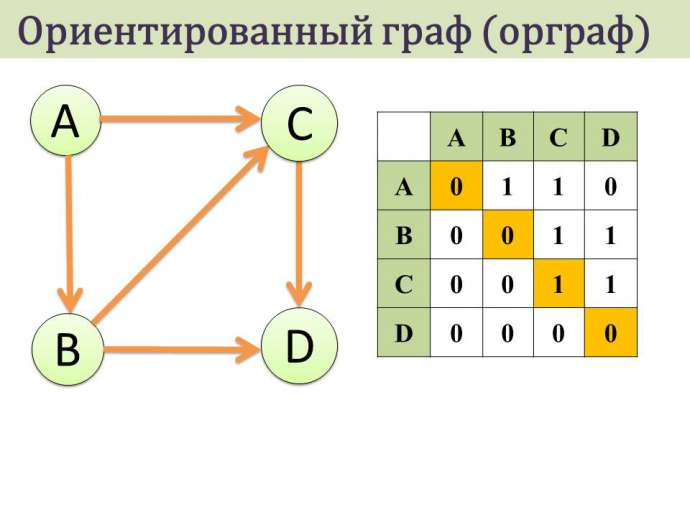 Ориентированный граф (орграф)
A
C
B
D
A B C D
A 0 1 1 0
B 0 0 1 1
C 0 0 1 1
D 0 0 0 0